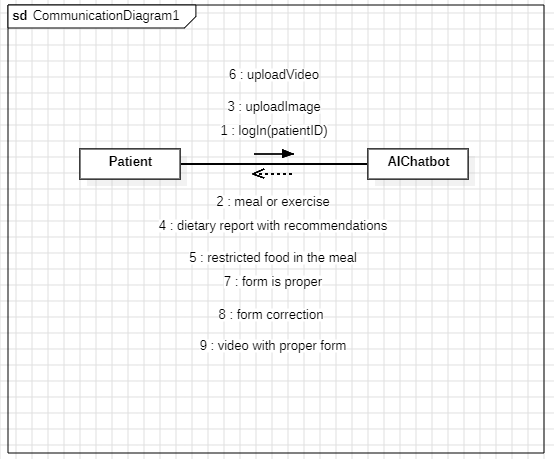 sd CommunicationDiagram1
6 : uploadVideo
3 : uploadImage
1 : logIn(patientID)
Patient
AIChatbot
2 : meal or exercise
4 : dietary report with recommendations
5 : restricted food in the meal
7 : form is proper
8 : form correction
9 : video with proper form